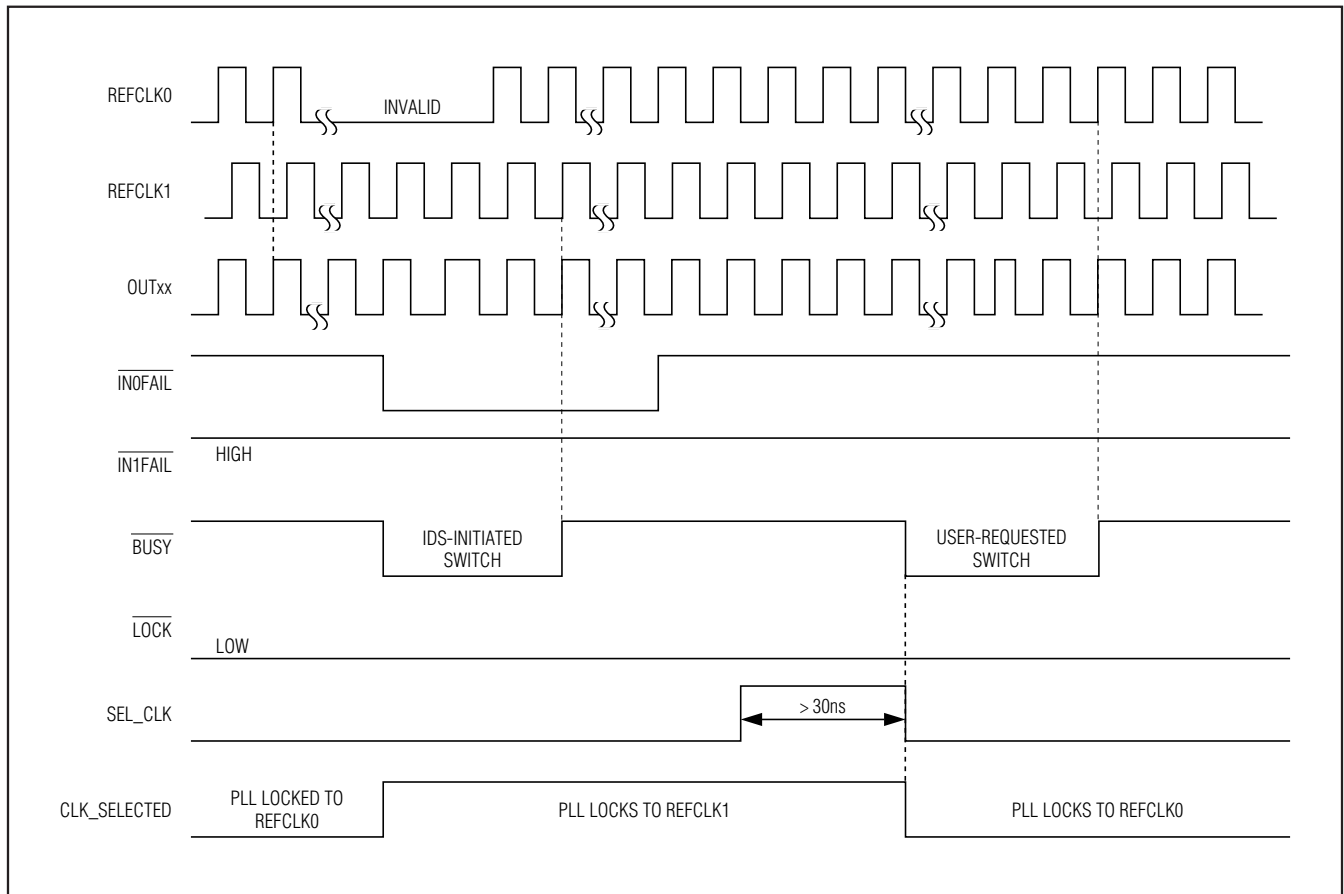 REFCLK0
INVALID
REFCLK1
OUTxx
IN0FAIL
IN1FAIL
HIGH
BUSY
IDS-INITIATED
SWITCH
USER-REQUESTED
SWITCH
LOCK
LOW
SEL_CLK
> 30ns
CLK_SELECTED
PLL LOCKED TO
REFCLK0
PLL LOCKS TO REFCLK1
PLL LOCKS TO REFCLK0